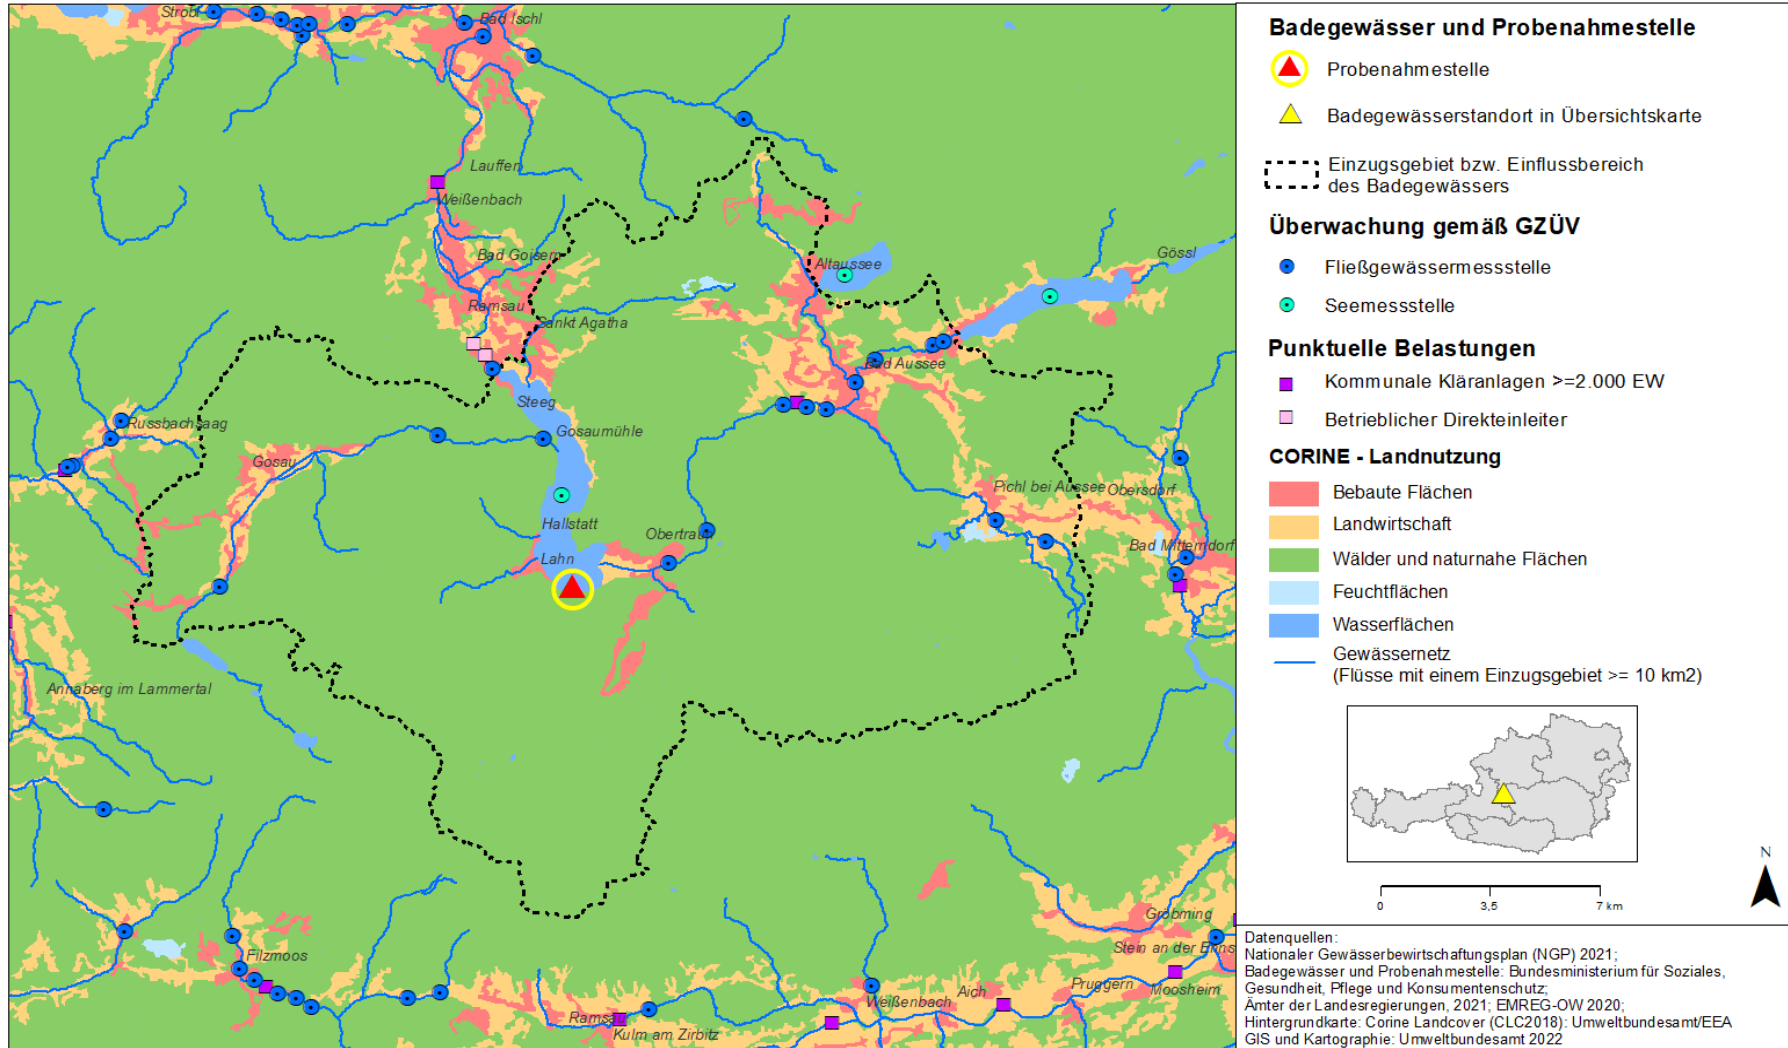 Strobl
Bad Ischl
Lauffen
Weißenbach
Bad Goisern
Ramsau
Sankt Agatha
Altaussee
Gössl
Bad Aussee
Steeg
Gosaumühle
Russbachsaag
Gosau
Pichl bei Aussee
Obersdorf
Hallstatt
Obertraun
Bad Mitterndorf
Lahn
Annaberg im Lammertal
Gröbming
Stein an der Enns
Filzmoos
Pruggern
Moosheim
Aich
Weißenbach
Ramsau
Kulm am Zirbitz
Badegewässer und Probenahmestelle
Probenahmestelle
Badegewässerstandort in Übersichtskarte
Einzugsgebiet bzw. Einflussbereich
des Badegewässers
Überwachung gemäß GZÜV
Fließgewässermessstelle
Seemessstelle
Punktuelle Belastungen
Kommunale Kläranlagen >=2.000 EW
Betrieblicher Direkteinleiter
CORINE - Landnutzung
Bebaute Flächen
Landwirtschaft
Wälder und naturnahe Flächen
Feuchtflächen
Wasserflächen
Gewässernetz
(Flüsse mit einem Einzugsgebiet >= 10 km2)
N
0 3,5 7 km
Datenquellen:
Nationaler Gewässerbewirtschaftungsplan (NGP) 2021;
Badegewässer und Probenahmestelle: Bundesministerium für Soziales,
Gesundheit, Pflege und Konsumentenschutz;
Ämter der Landesregierungen, 2021; EMREG-OW 2020;
Hintergrundkarte: Corine Landcover (CLC2018): Umweltbundesamt/EEA
GIS und Kartographie: Umweltbundesamt 2022